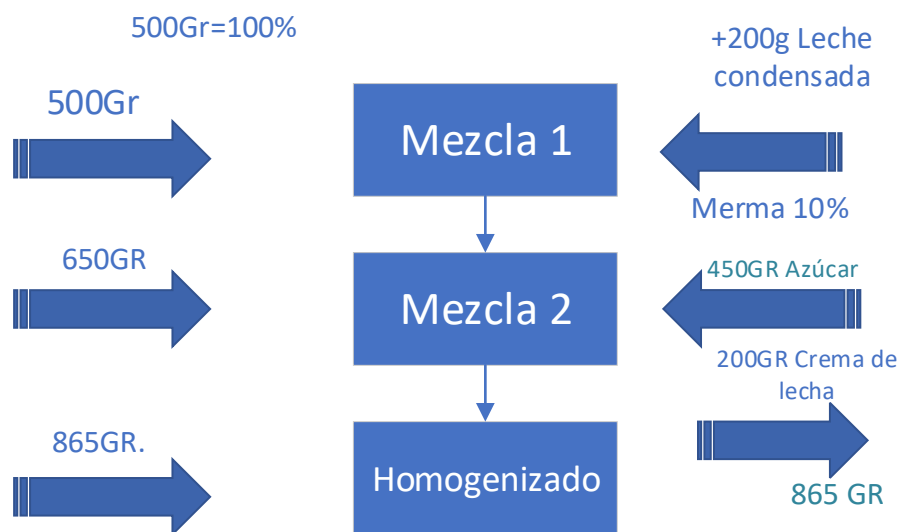 500Gr=100%
+200g Leche
condensada
500Gr
Mezcla 1
Merma 10%
650GR
450GR Azúcar
Mezcla 2
200GR Crema de
lecha
865GR.
Homogenizado
865 GR